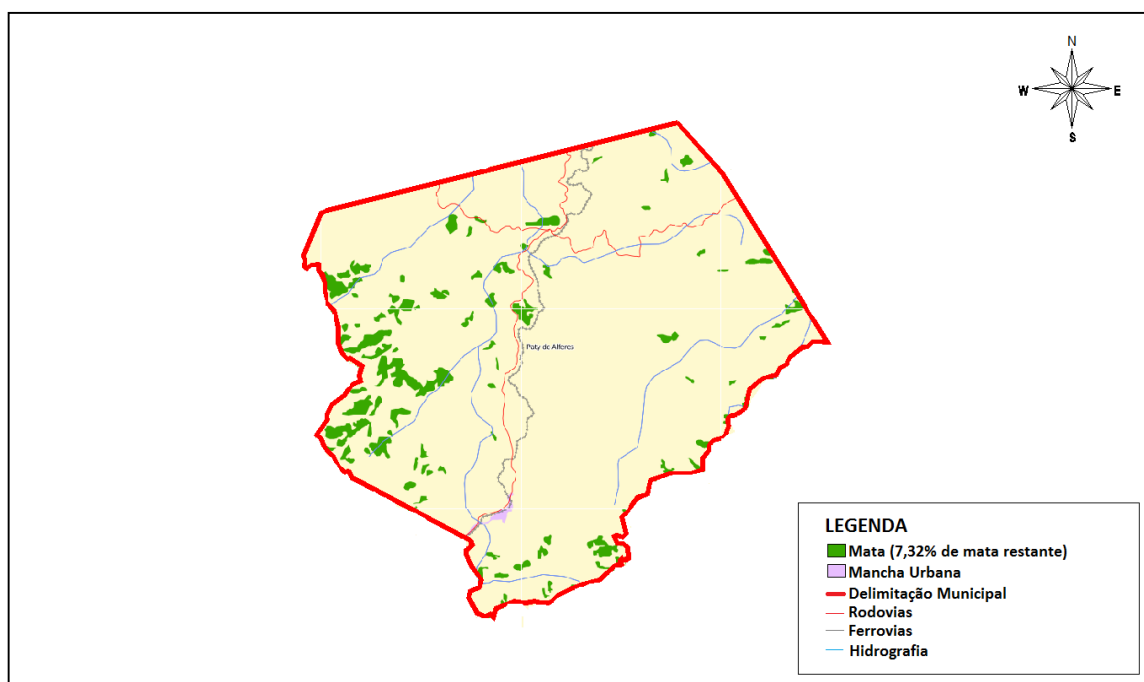 N
W
E
S
Paty do Alferes
LEGENDA
Mata (7,32% de mata restante)
Mancha Urbana
Delimitação Municipal
Rodovias
Ferrovias
Hidrografia